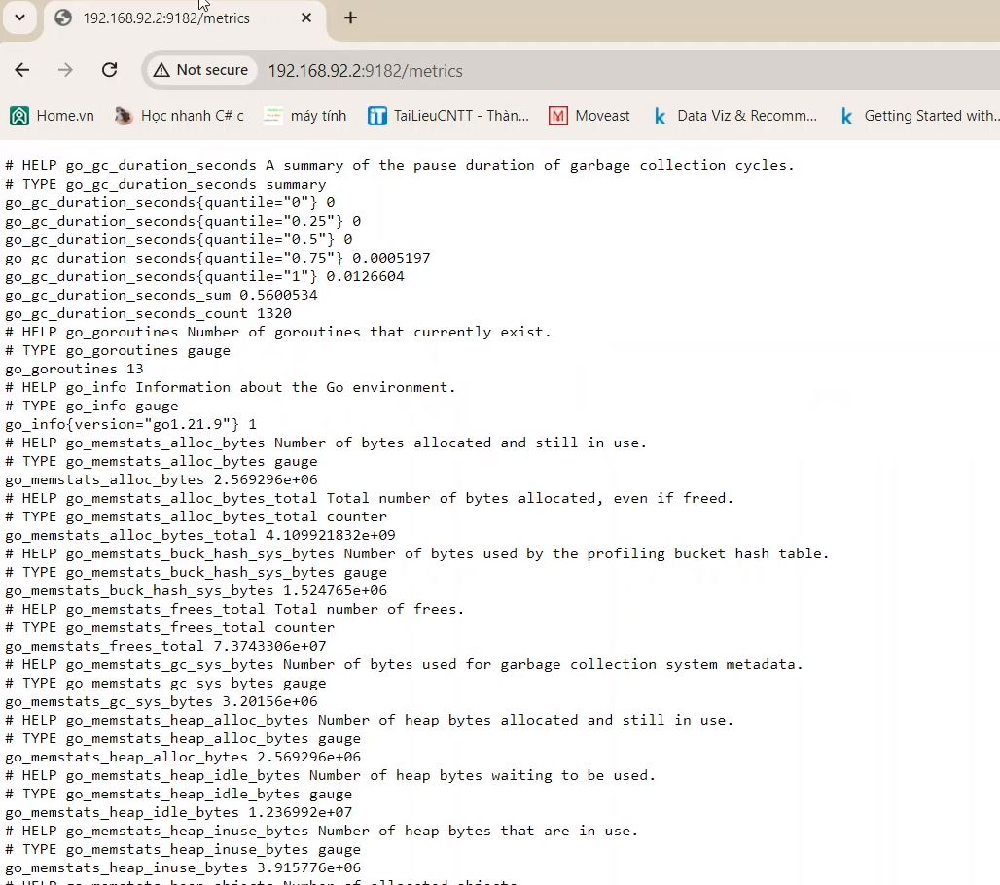 192.168.92.2:9182/metrics
Not secure
192.168.92.2:9182/metrics
Home.vn
Học nhanh C# c
máy tính
TaiLieuCNTT - Thàn...
Moveast
Data Viz & Recomm...
Getting Started with...
# HELP go_gc_duration_seconds A summary of the pause duration of garbage collection cycles.
# TYPE go_gc_duration_seconds summary
go_gc_duration_seconds{quantile="0"} 0
go_gc_duration_seconds{quantile="0.25"} 0
go_gc_duration_seconds{quantile="0.5"} 0
go_gc_duration_seconds{quantile="0.75"} 0.0005197
go_gc_duration_seconds{quantile="1"} 0.0126604
go_gc_duration_seconds_sum 0.5600534
go_gc_duration_seconds_count 1320
# HELP go_goroutines Number of goroutines that currently exist.
# TYPE go_goroutines gauge
go_goroutines 13
# HELP go_info Information about the Go environment.
# TYPE go_info gauge
go_info{version="go1.21.9"} 1
# HELP go_memstats_alloc_bytes Number of bytes allocated and still in use.
# TYPE go_memstats_alloc_bytes gauge
go_memstats_alloc_bytes 2.569296e+06
# HELP go_memstats_alloc_bytes_total Total number of bytes allocated, even if freed.
# TYPE go_memstats_alloc_bytes_total counter
go_memstats_alloc_bytes_total 4.109921832e+09
# HELP go_memstats_buck_hash_sys_bytes Number of bytes used by the profiling bucket hash table.
# TYPE go_memstats_buck_hash_sys_bytes gauge
go_memstats_buck_hash_sys_bytes 1.524765e+06
# HELP go_memstats_frees_total Total number of frees.
# TYPE go_memstats_frees_total counter
go_memstats_frees_total 7.3743306e+07
# HELP go_memstats_gc_sys_bytes Number of bytes used for garbage collection system metadata.
# TYPE go_memstats_gc_sys_bytes gauge
go_memstats_gc_sys_bytes 3.20156e+06
# HELP go_memstats_heap_alloc_bytes Number of heap bytes allocated and still in use.
# TYPE go_memstats_heap_alloc_bytes gauge
go_memstats_heap_alloc_bytes 2.569296e+06
# HELP go_memstats_heap_idle_bytes Number of heap bytes waiting to be used.
# TYPE go_memstats_heap_idle_bytes gauge
go_memstats_heap_idle_bytes 1.236992e+07
# HELP go_memstats_heap_inuse_bytes Number of heap bytes that are in use.
# TYPE go_memstats_heap_inuse_bytes gauge
go_memstats_heap_inuse_bytes 3.915776e+06
# HELP go_memstats_heap_objects Number of allocated objects.